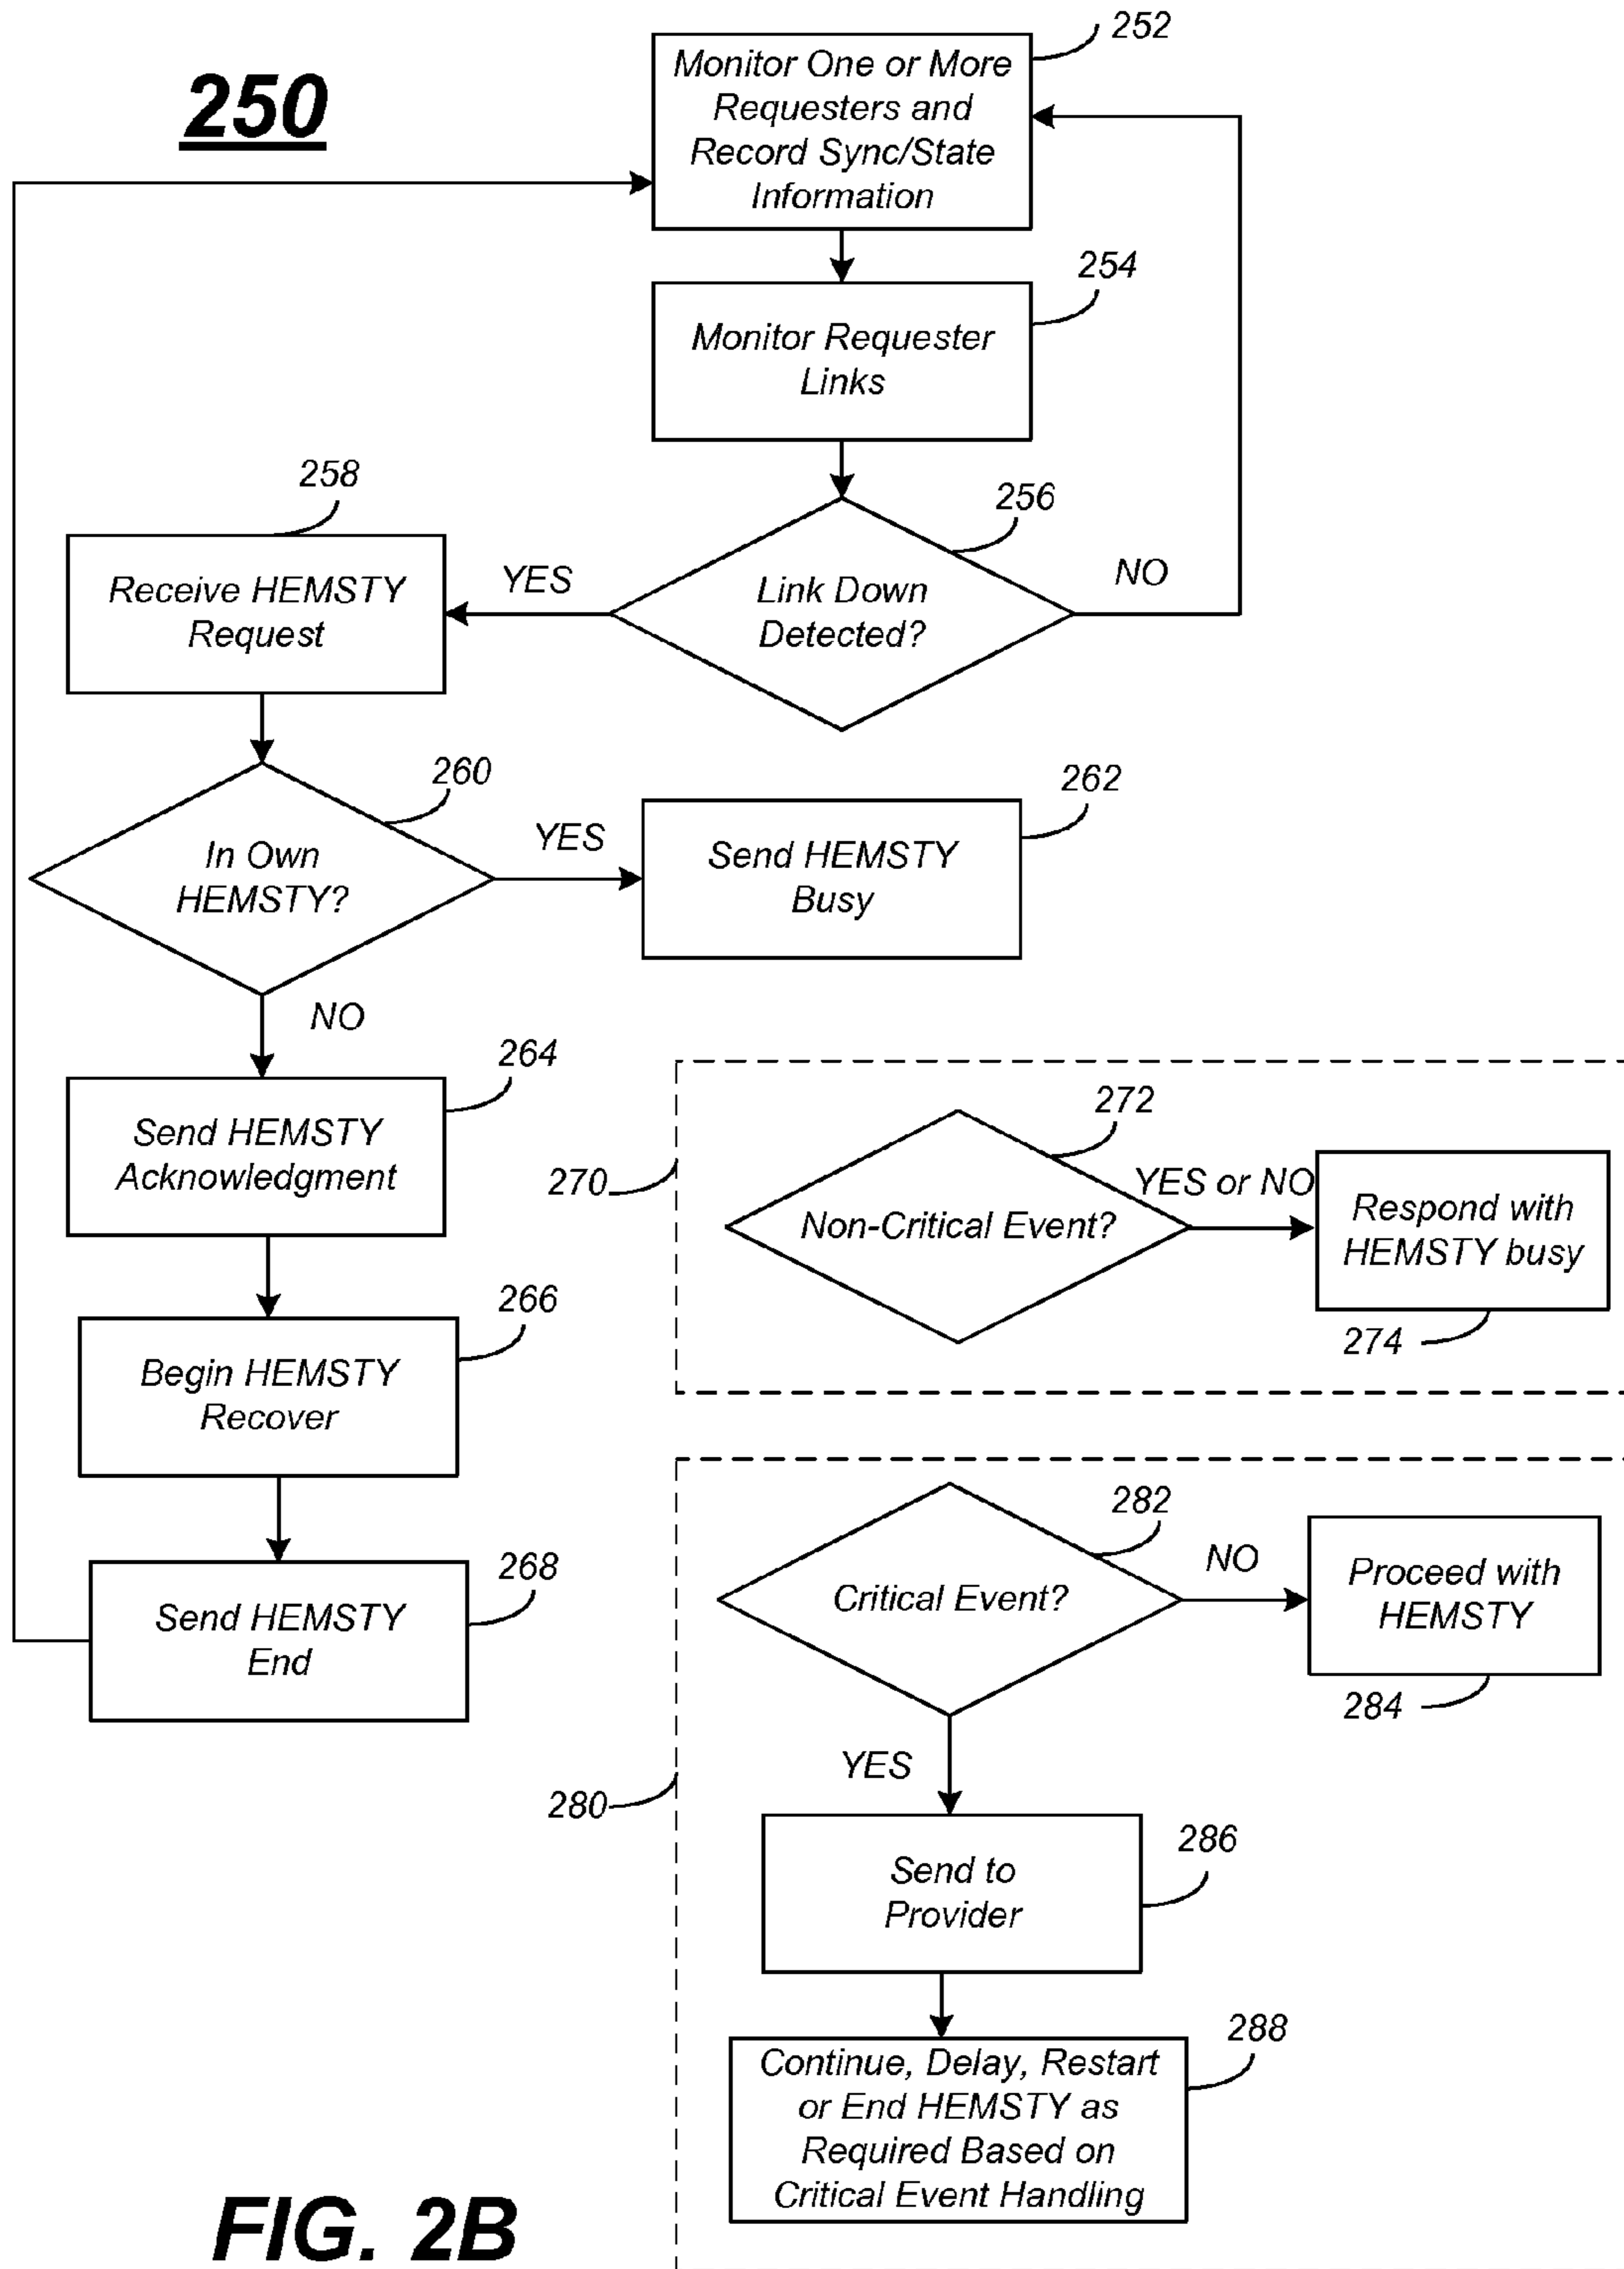 250
252
Monitor One or More
Requesters and
Record Sync/State
Information
254
Monitor Requester
Links
256
Link Down
Detected?
NO
YES
258
Receive HEMSTY
Request
260
In Own
HEMSTY?
YES
262
Send HEMSTY
Busy
NO
264
Send HEMSTY
Acknowledgment
266
Begin HEMSTY
Recover
268
Send HEMSTY
End
270
272
Non-Critical Event?
YES or NO
Respond with
HEMSTY busy
274
280
282
Critical Event?
NO
Proceed with
HEMSTY
284
YES
286
Send to
Provider
288
Continue, Delay, Restart
or End HEMSTY as
Required Based on
Critical Event Handling
FIG. 2B